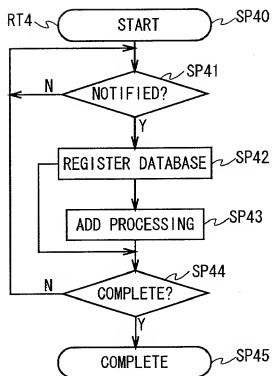 RT4
START
SP40
SP41
N
NOTIFIED?
Y
REGISTER DATABASE
SP42
ADD PROCESSING
SP43
SP44
N
COMPLETE?
Y
COMPLETE
SP45